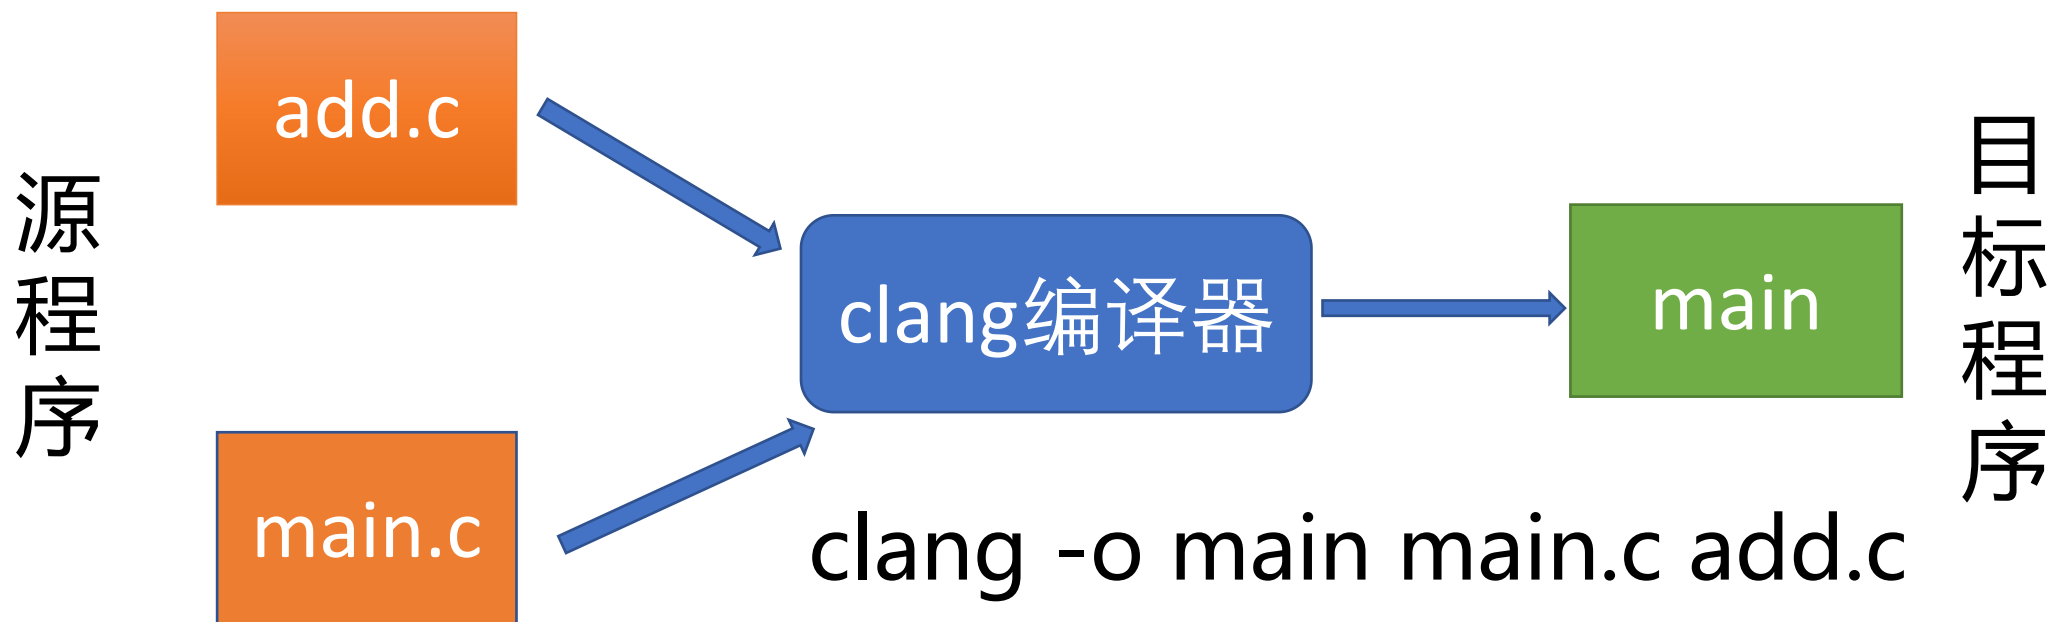 源程序
add.c
main.c
clang编译器
clang -o main main.c add.c
main
目标程序